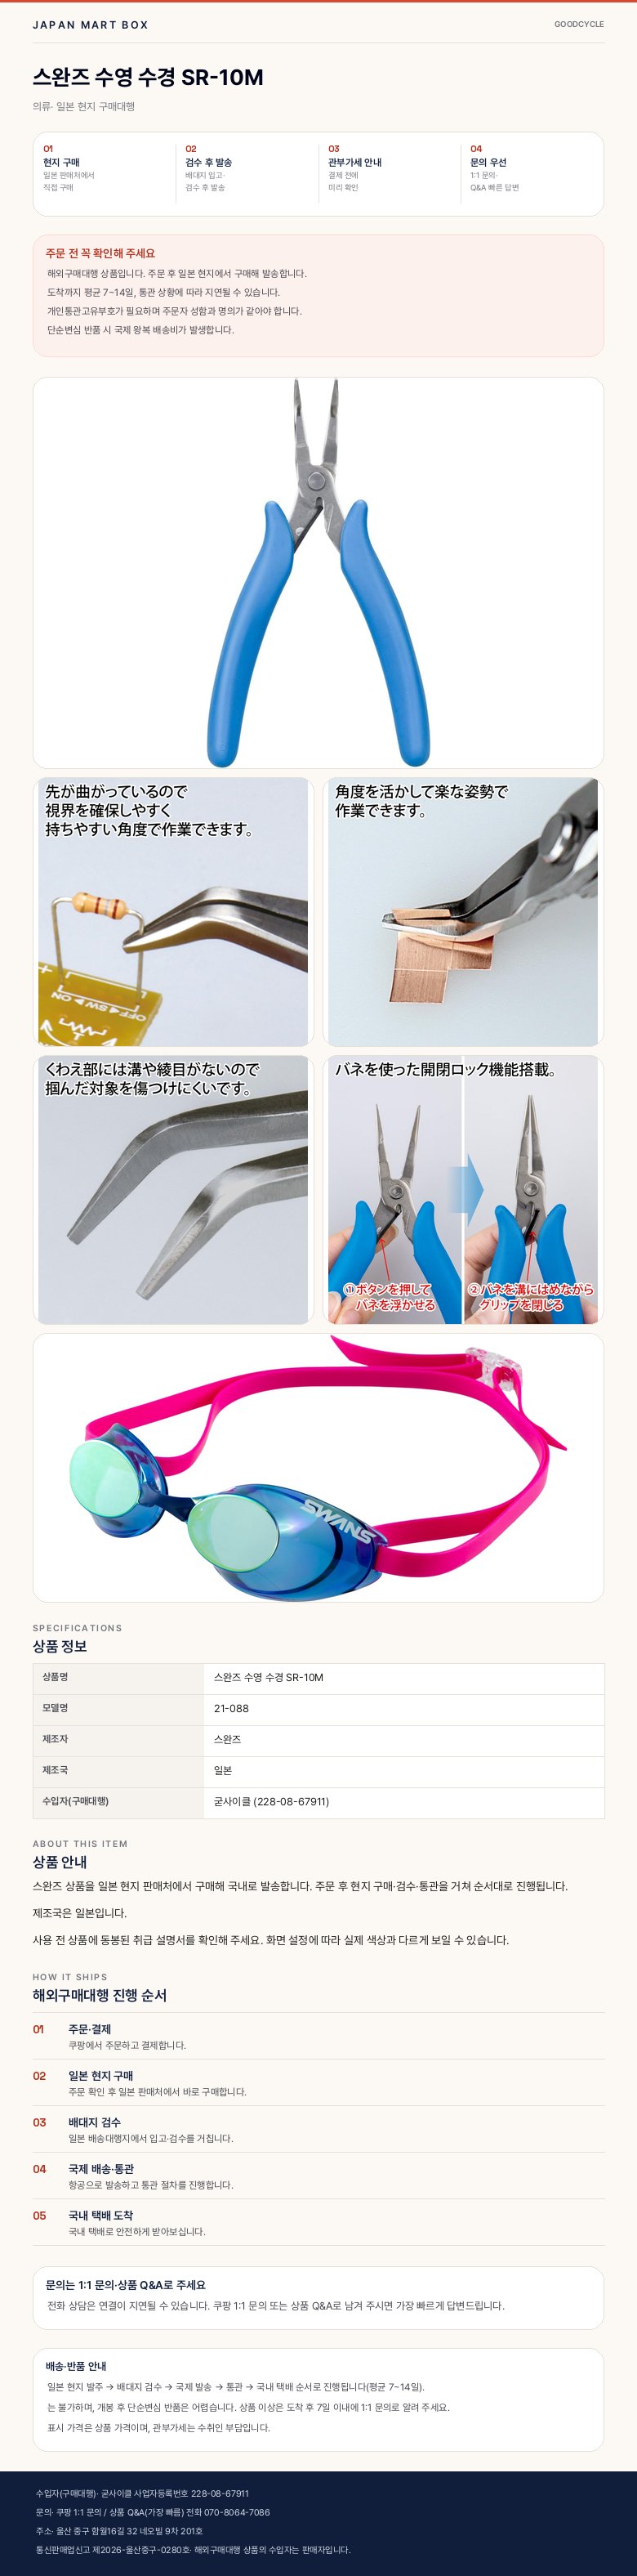 JAPAN MART BOX
GOODCYCLE
스완즈 수영 수경 SR-10M
의류· 일본 현지 구매대행
01
현지 구매
일본 판매처에서
직접 구매
02
검수 후 발송
배대지 입고·
검수 후 발송
03
관부가세 안내
결제 전에
미리 확인
04
문의 우선
1:1 문의·
Q&A 빠른 답변
주문 전 꼭 확인해 주세요
해외구매대행 상품입니다. 주문 후 일본 현지에서 구매해 발송합니다.
도착까지 평균 7~14일, 통관 상황에 따라 지연될 수 있습니다.
개인통관고유부호가 필요하며 주문자 성함과 명의가 같아야 합니다.
단순변심 반품 시 국제 왕복 배송비가 발생합니다.
先が曲がっているので
視界を確保しやすく
持ちやすい角度で作業できます。
角度を活かして楽な姿勢で
作業できます。
くわえ部には溝や綾目がないので
掴んだ対象を傷つけにくいです。
バネを使った開閉ロック機能搭載。
①ボタンを押して
バネを浮かせる
②バネを溝にはめながら
グリップを閉じる
SWANS
SPECIFICATIONS
상품 정보
상품명
스완즈 수영 수경 SR-10M
모델명
21-088
제조자
스완즈
제조국
일본
수입자(구매대행)
굳사이클 (228-08-67911)
ABOUT THIS ITEM
상품 안내
스완즈 상품을 일본 현지 판매처에서 구매해 국내로 발송합니다. 주문 후 현지 구매·검수·통관을 거쳐 순서대로 진행됩니다.
제조국은 일본입니다.
사용 전 상품에 동봉된 취급 설명서를 확인해 주세요. 화면 설정에 따라 실제 색상과 다르게 보일 수 있습니다.
HOW IT SHIPS
해외구매대행 진행 순서
01
주문·결제
쿠팡에서 주문하고 결제합니다.
02
일본 현지 구매
주문 확인 후 일본 판매처에서 바로 구매합니다.
03
배대지 검수
일본 배송대행지에서 입고·검수를 거칩니다.
04
국제 배송·통관
항공으로 발송하고 통관 절차를 진행합니다.
05
국내 택배 도착
국내 택배로 안전하게 받아보십니다.
문의는 1:1 문의·상품 Q&A로 주세요
전화 상담은 연결이 지연될 수 있습니다. 쿠팡 1:1 문의 또는 상품 Q&A로 남겨 주시면 가장 빠르게 답변드립니다.
배송·반품 안내
일본 현지 발주 → 배대지 검수 → 국제 발송 → 통관 → 국내 택배 순서로 진행됩니다(평균 7~14일).
는 불가하며, 개봉 후 단순변심 반품은 어렵습니다. 상품 이상은 도착 후 7일 이내에 1:1 문의로 알려 주세요.
표시 가격은 상품 가격이며, 관부가세는 수취인 부담입니다.
수입자(구매대행)· 굳사이클 사업자등록번호 228-08-67911
문의· 쿠팡 1:1 문의 / 상품 Q&A(가장 빠름) 전화 070-8064-7086
주소· 울산 중구 함월16길 32 네오빌 9차 201호
통신판매업신고 제2026-울산중구-0280호· 해외구매대행 상품의 수입자는 판매자입니다.